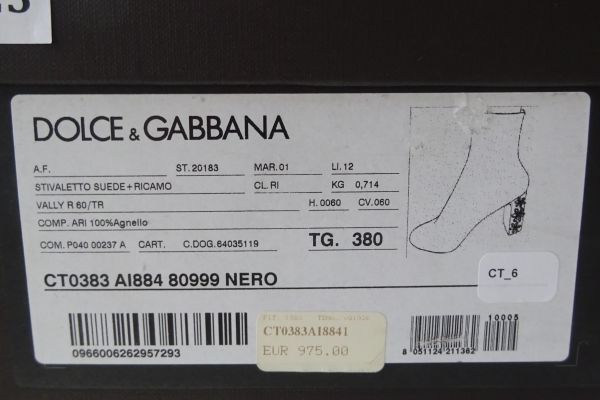 DOLCE & GABBANA
A.F. ST. 20183 MAR. 01 LI. 12
STIVALETTO SUEDE+RICAMO CL. RI KG 0,714
VALLY R 60/TR H. 0060 CV. 060
COMP. ARI 100%Agnello
COM. P040 00237 A CART. C.DOG. 64035119 TG. 380
CT0383 AI884 80999 NERO
CT_6
0966006262957293
CT0383AI8841
EUR 975.00
10005
8 051124 211362